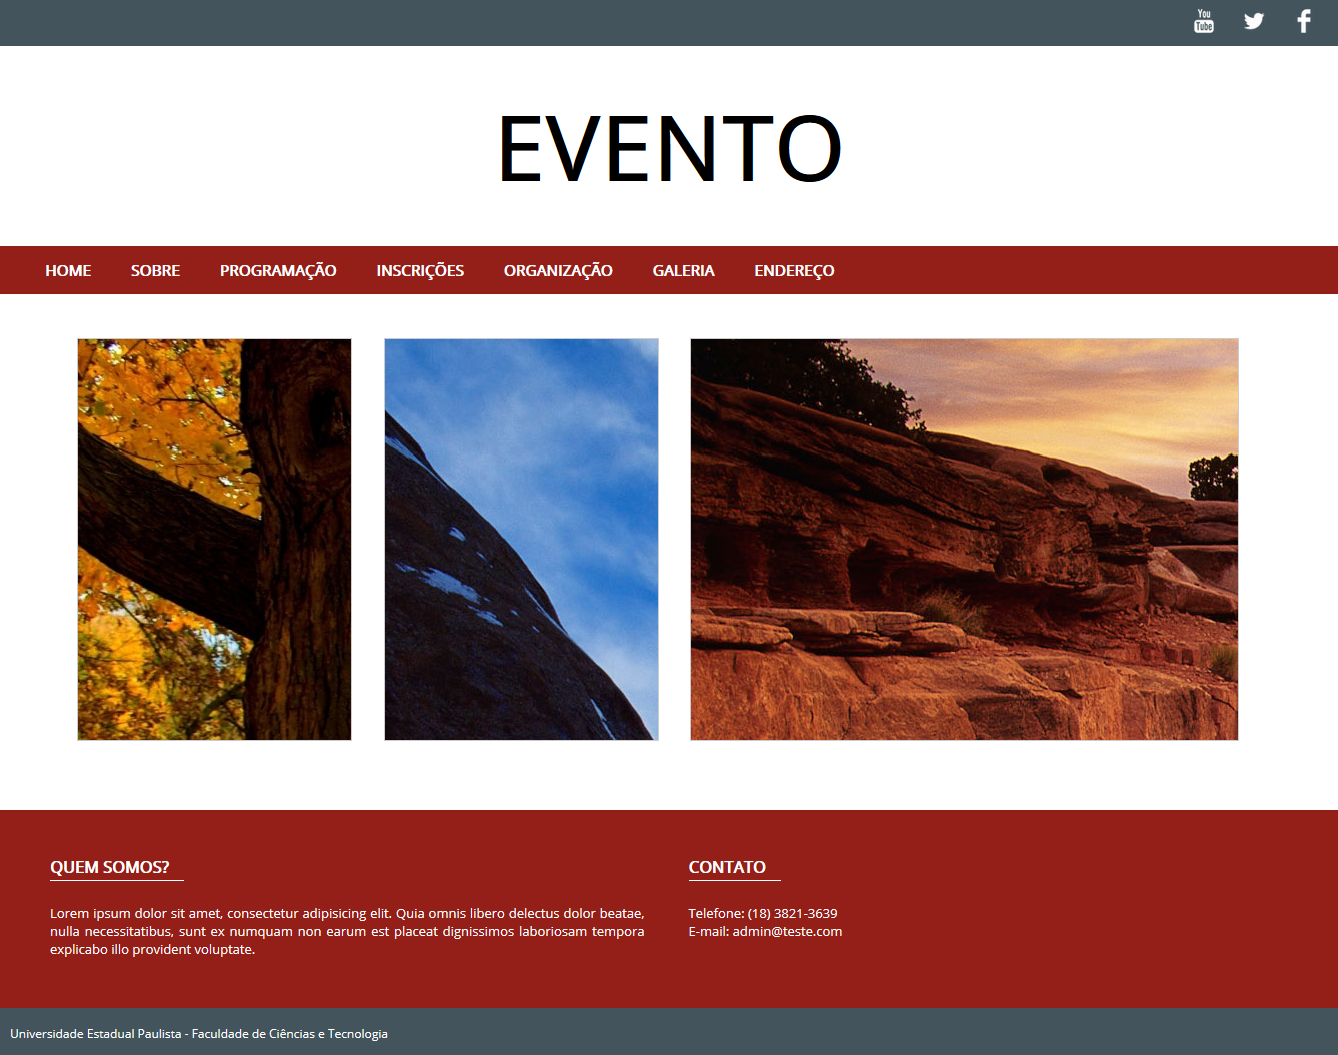 You
Tube
EVENTO
HOME SOBRE PROGRAMAÇÃO INSCRIÇÕES ORGANIZAÇÃO GALERIA ENDEREÇO
QUEM SOMOS?
Lorem ipsum dolor sit amet, consectetur adipisicing elit. Quia omnis libero delectus dolor beatae,
nulla necessitatibus, sunt ex numquam non earum est placeat dignissimos laboriosam tempora
explicabo illo provident voluptate.
CONTATO
Telefone: (18) 3821-3639
E-mail: admin@teste.com
Universidade Estadual Paulista - Faculdade de Ciências e Tecnologia